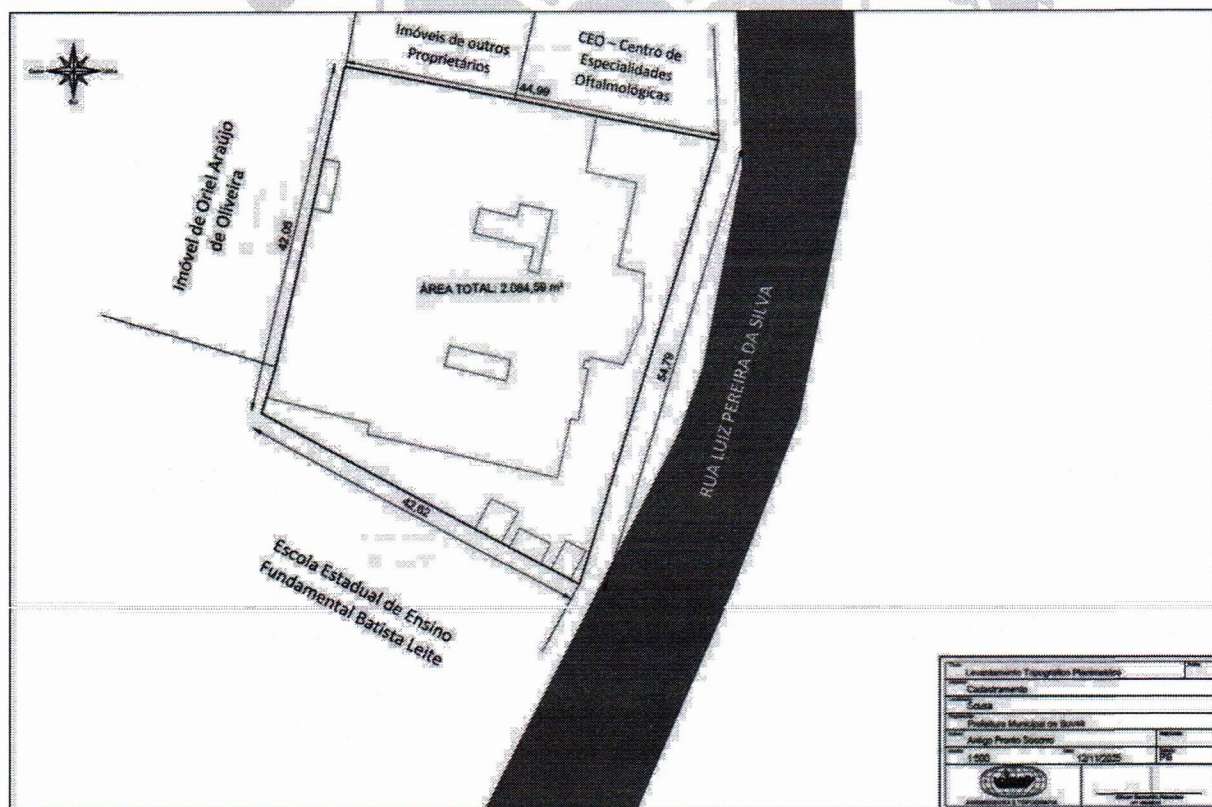 Imóveis de outros
Proprietários
CEO – Centro de
Especialidades
Oftalmológicas
44,99
Imóvel de Oriel Araújo
de Oliveira
42,06
ÁREA TOTAL: 2.084,59 m²
54,79
RUA LUIZ PEREIRA DA SILVA
42,62
Escola Estadual de Ensino
Fundamental Batista Leite
Levantamento Topográfico Planimétrico
Cadastramento
Sousa
Prefeitura Municipal de Sousa
Antigo Pronto Socorro
1:500
12/11/2025
PB